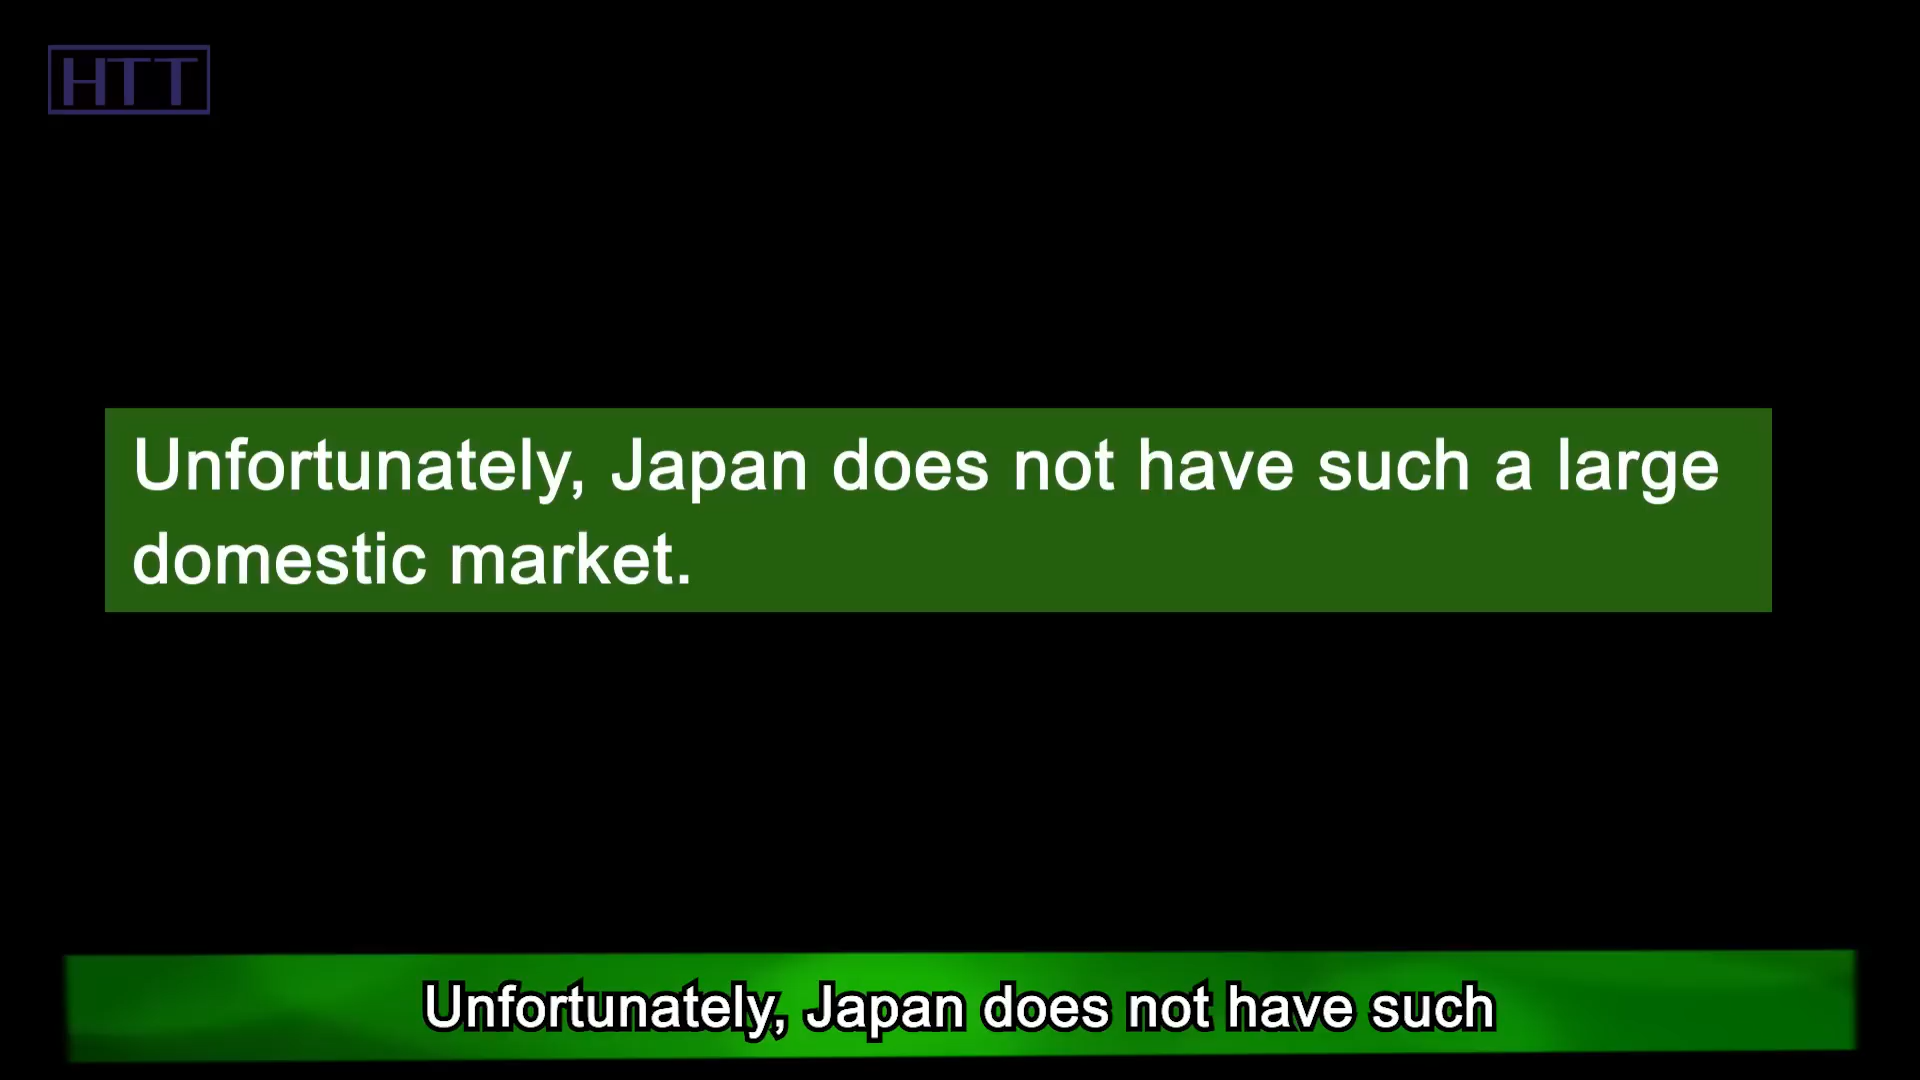 HTT
Unfortunately, Japan does not have such a large
domestic market.
Unfortunately, Japan does not have such